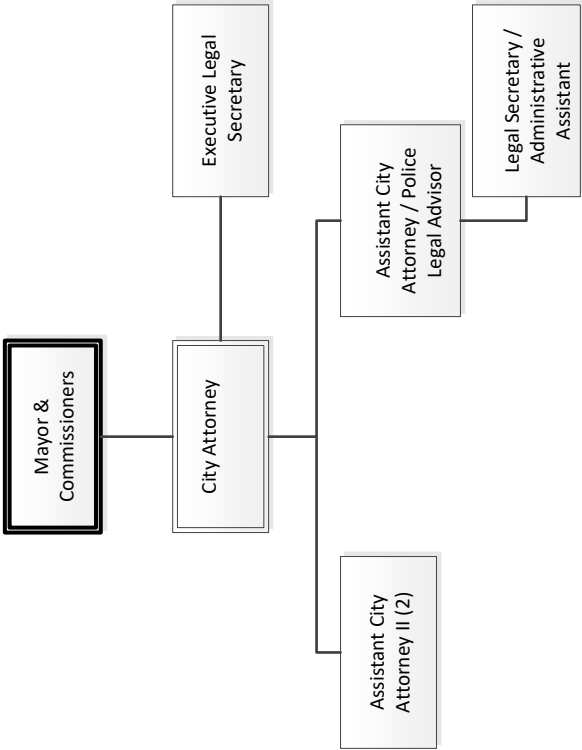 Mayor &
Commissioners
City Attorney
Executive Legal
Secretary
Assistant City
Attorney II (2)
Assistant City
Attorney / Police
Legal Advisor
Legal Secretary /
Administrative
Assistant